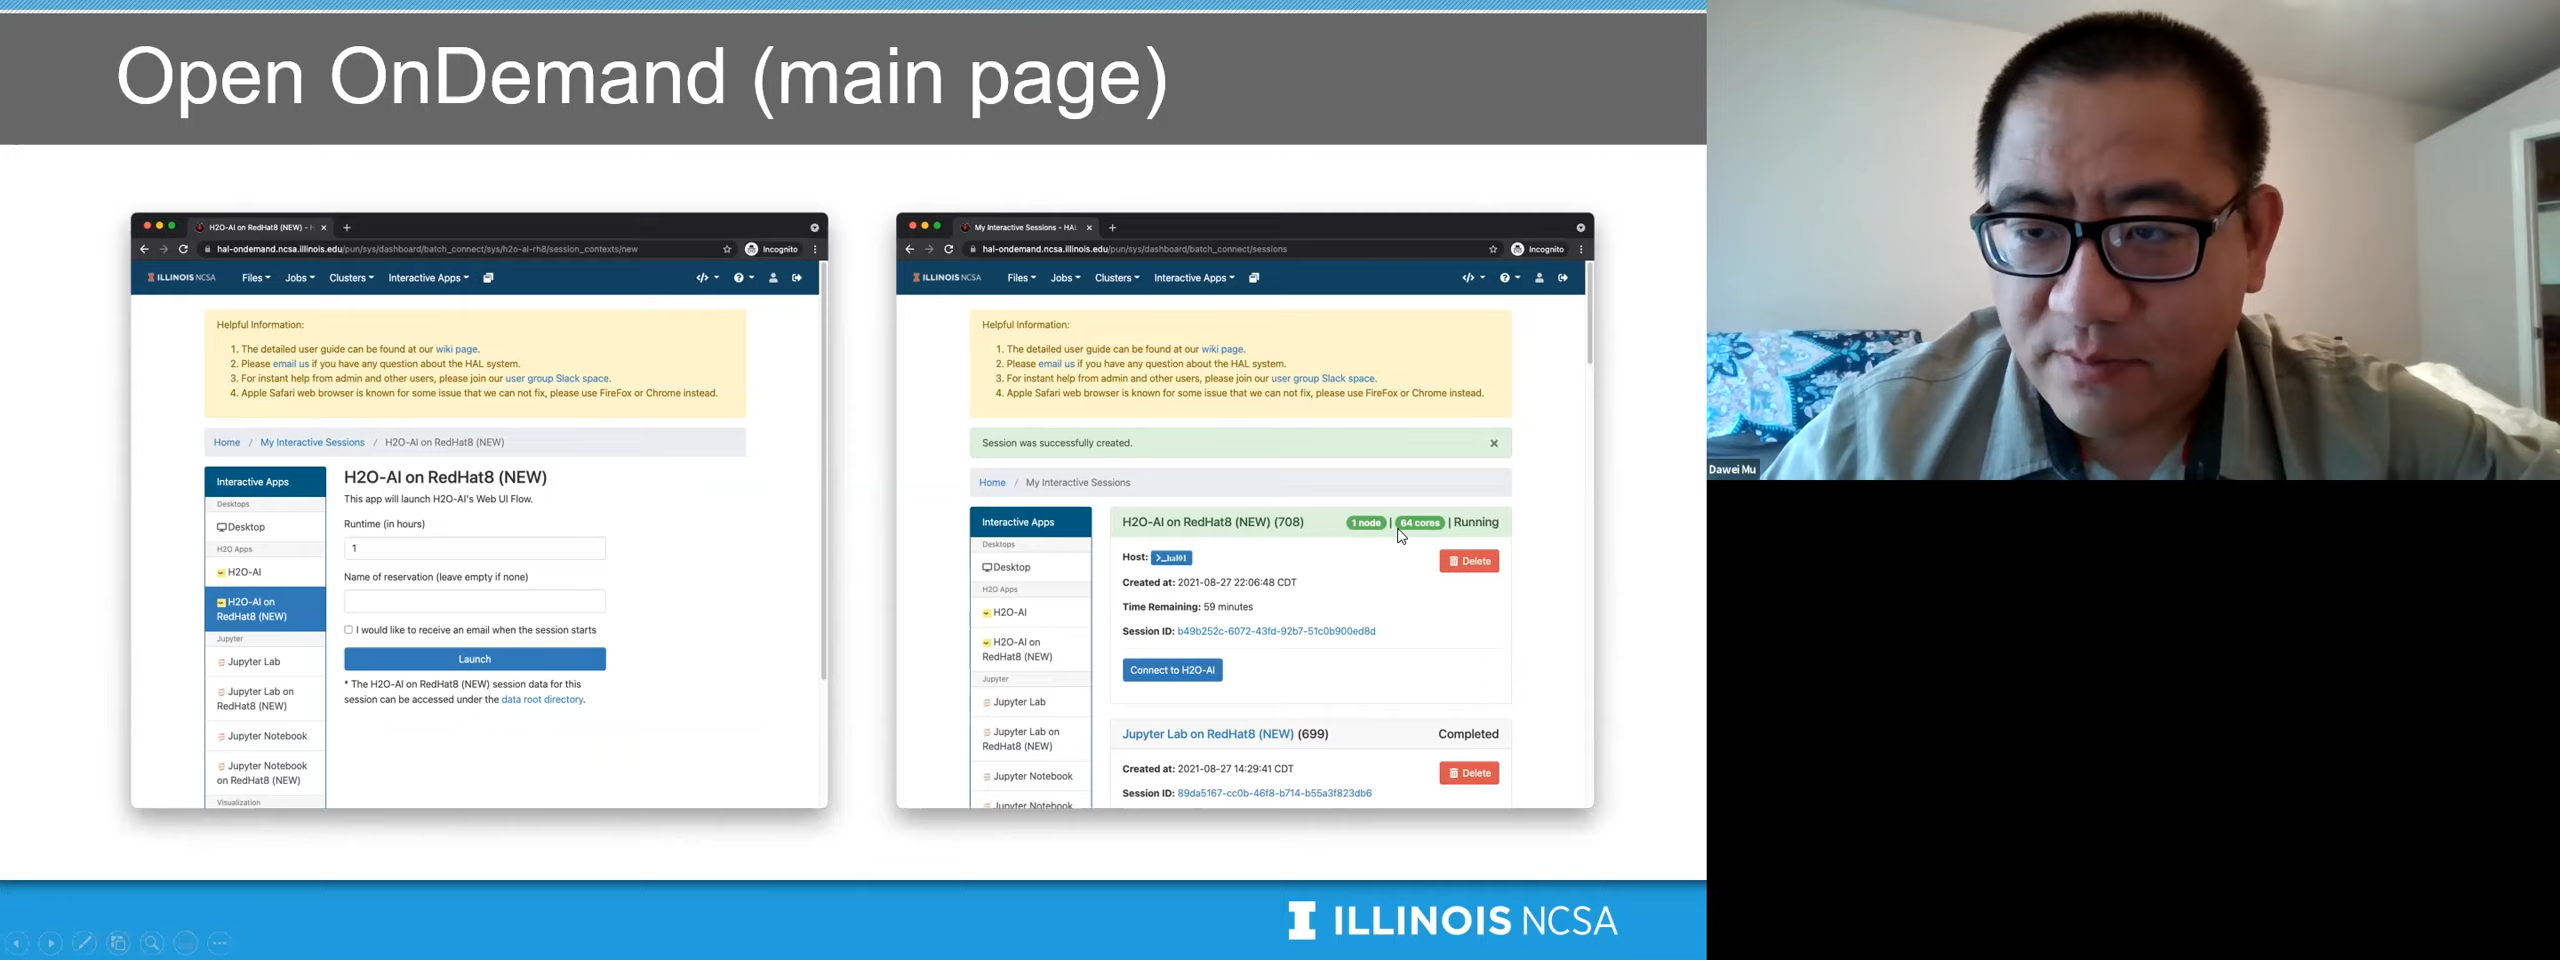 Open OnDemand (main page)
H2O-AI on RedHat8 (NEW) - H
hal-ondemand.ncsa.illinois.edu/pun/sys/dashboard/batch_connect/sys/h2o-ai-rh8/session_contexts/new
Incognito
ILLINOIS NCSA
Files
Jobs
Clusters
Interactive Apps
Helpful Information:
1. The detailed user guide can be found at our wiki page.
2. Please email us if you have any question about the HAL system.
3. For instant help from admin and other users, please join our user group Slack space.
4. Apple Safari web browser is known for some issue that we can not fix, please use FireFox or Chrome instead.
Home / My Interactive Sessions / H2O-AI on RedHat8 (NEW)
Interactive Apps
Desktops
Desktop
H2O Apps
H2O-AI
H2O-AI on
RedHat8 (NEW)
Jupyter
Jupyter Lab
Jupyter Lab on
RedHat8 (NEW)
Jupyter Notebook
Jupyter Notebook
on RedHat8 (NEW)
Visualization
H2O-AI on RedHat8 (NEW)
This app will launch H2O-AI's Web UI Flow.
Runtime (in hours)
1
Name of reservation (leave empty if none)
I would like to receive an email when the session starts
Launch
* The H2O-AI on RedHat8 (NEW) session data for this
session can be accessed under the data root directory.
My Interactive Sessions - HAL
hal-ondemand.ncsa.illinois.edu/pun/sys/dashboard/batch_connect/sessions
Incognito
ILLINOIS NCSA
Files
Jobs
Clusters
Interactive Apps
Helpful Information:
1. The detailed user guide can be found at our wiki page.
2. Please email us if you have any question about the HAL system.
3. For instant help from admin and other users, please join our user group Slack space.
4. Apple Safari web browser is known for some issue that we can not fix, please use FireFox or Chrome instead.
Session was successfully created.
Home / My Interactive Sessions
Interactive Apps
Desktops
Desktop
H2O Apps
H2O-AI
H2O-AI on
RedHat8 (NEW)
Jupyter
Jupyter Lab
Jupyter Lab on
RedHat8 (NEW)
Jupyter Notebook
Jupyter Notebook
H2O-AI on RedHat8 (NEW) (708)
1 node | 64 cores | Running
Host: >_hal01
Delete
Created at: 2021-08-27 22:06:48 CDT
Time Remaining: 59 minutes
Session ID: b49b252c-6072-43fd-92b7-51c0b900ed8d
Connect to H2O-AI
Jupyter Lab on RedHat8 (NEW) (699)
Completed
Created at: 2021-08-27 14:29:41 CDT
Delete
Session ID: 89da5167-cc0b-46f8-b714-b55a3f823db6
ILLINOIS NCSA
Dawei Mu